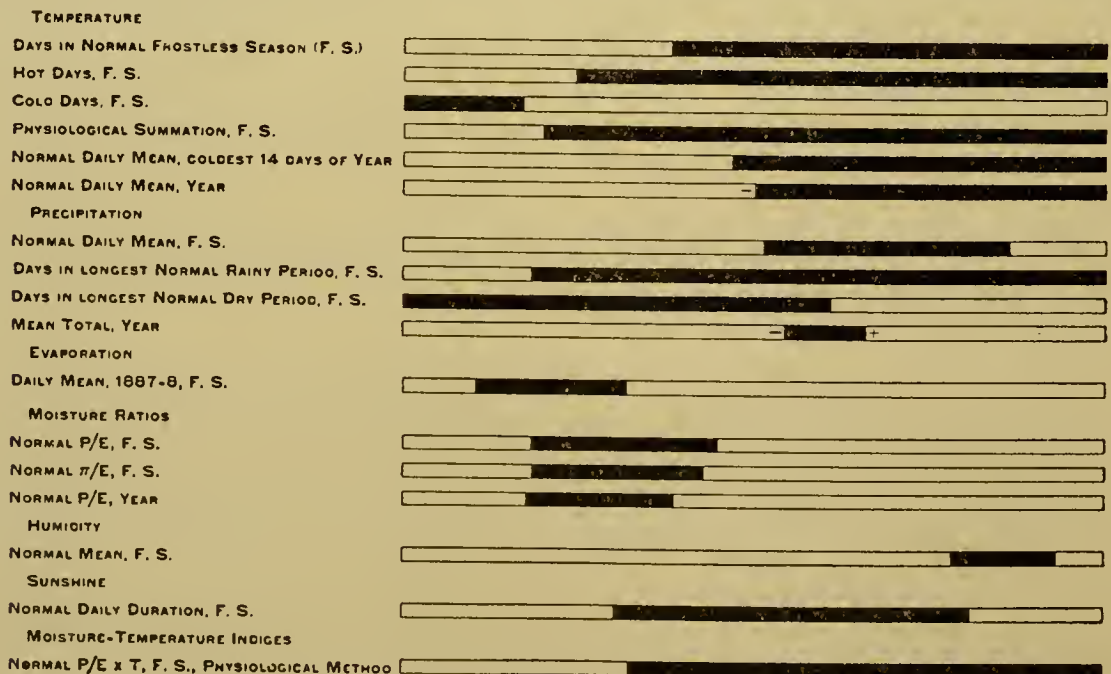 TEMPERATURE
DAYS IN NORMAL FROSTLESS SEASON (F. S.)
HOT DAYS, F. S.
COLD DAYS, F. S.
PHYSIOLOGICAL SUMMATION, F. S.
NORMAL DAILY MEAN, COLDEST 14 DAYS OF YEAR
NORMAL DAILY MEAN, YEAR –
PRECIPITATION
NORMAL DAILY MEAN, F. S.
DAYS IN LONGEST NORMAL RAINY PERIOD, F. S.
DAYS IN LONGEST NORMAL DRY PERIOD, F. S.
MEAN TOTAL, YEAR – +
EVAPORATION
DAILY MEAN, 1887-8, F. S.
MOISTURE RATIOS
NORMAL P/E, F. S.
NORMAL π/E, F. S.
NORMAL P/E, YEAR
HUMIDITY
NORMAL MEAN, F. S.
SUNSHINE
NORMAL DAILY DURATION, F. S.
MOISTURE-TEMPERATURE INDICES
NORMAL P/E X T, F. S., PHYSIOLOGICAL METHOD